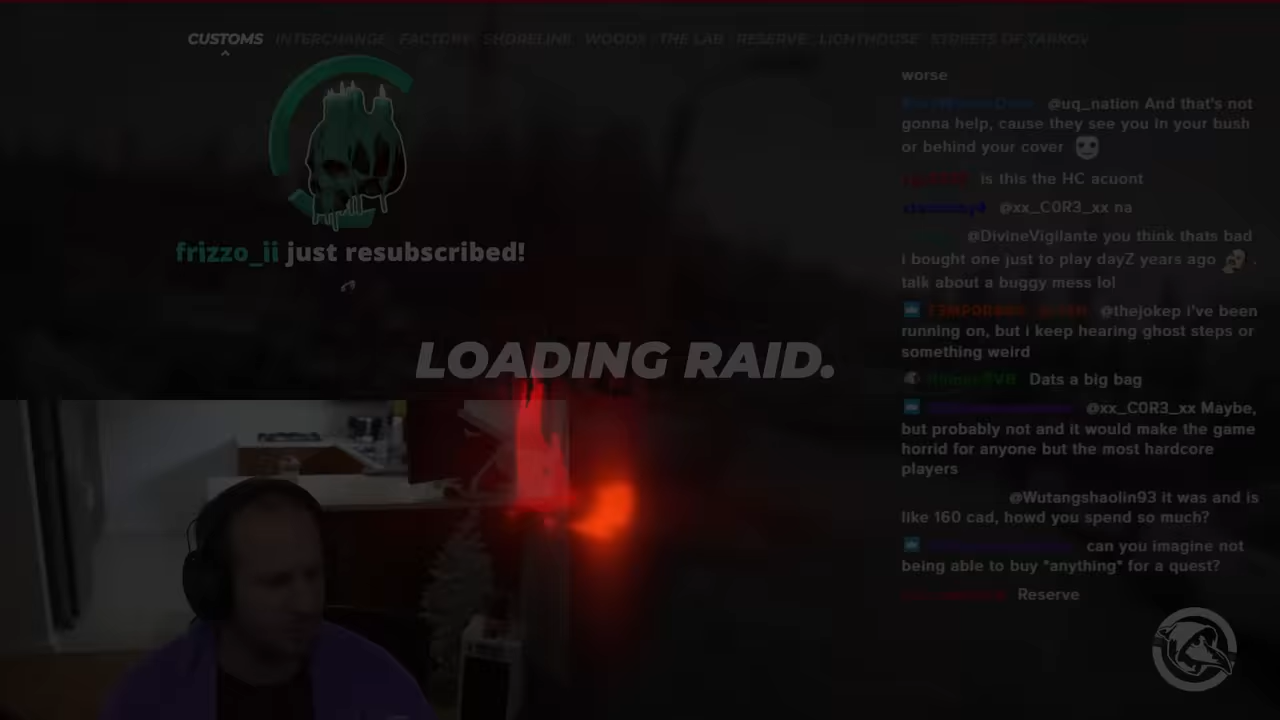 CUSTOMS INTERCHANGE FACTORY SHORELINE WOODS THE LAB RESERVE LIGHTHOUSE STREETS OF TARKOV
frizzo_ii just resubscribed!
LOADING RAID.
worse
@uq_nation And that's not
gonna help, cause they see you in your bush
or behind your cover
is this the HC acuont
@xx_C0R3_xx na
@DivineVigilante you think thats bad
i bought one just to play dayZ years ago .
talk about a buggy mess lol
@thejokep i've been
running on, but i keep hearing ghost steps or
something weird
Dats a big bag
@xx_C0R3_xx Maybe,
but probably not and it would make the game
horrid for anyone but the most hardcore
players
@Wutangshaolin93 it was and is
like 160 cad, howd you spend so much?
can you imagine not
being able to buy *anything* for a quest?
Reserve